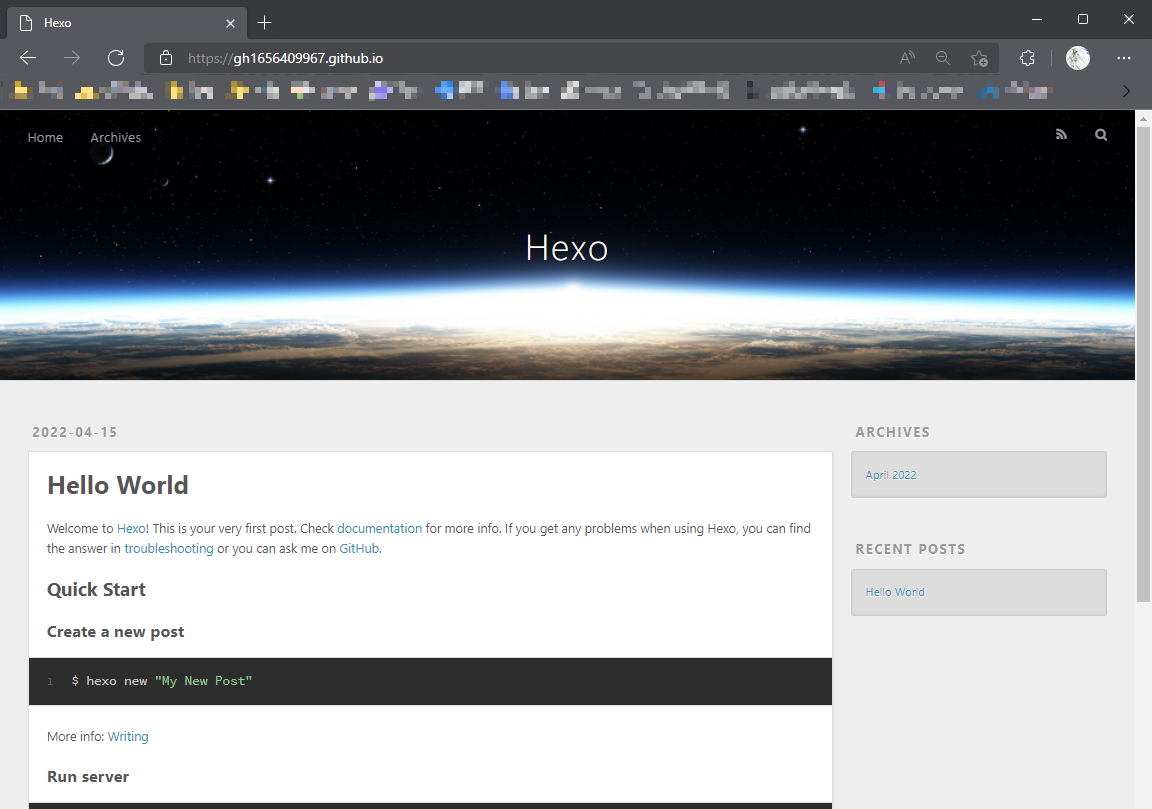 Hexo
https://gh1656409967.github.io
Home Archives
Hexo
2022-04-15
Hello World
Welcome to Hexo! This is your very first post. Check documentation for more info. If you get any problems when using Hexo, you can find
the answer in troubleshooting or you can ask me on GitHub.
Quick Start
Create a new post
1 $ hexo new "My New Post"
More info: Writing
Run server
ARCHIVES
April 2022
RECENT POSTS
Hello World